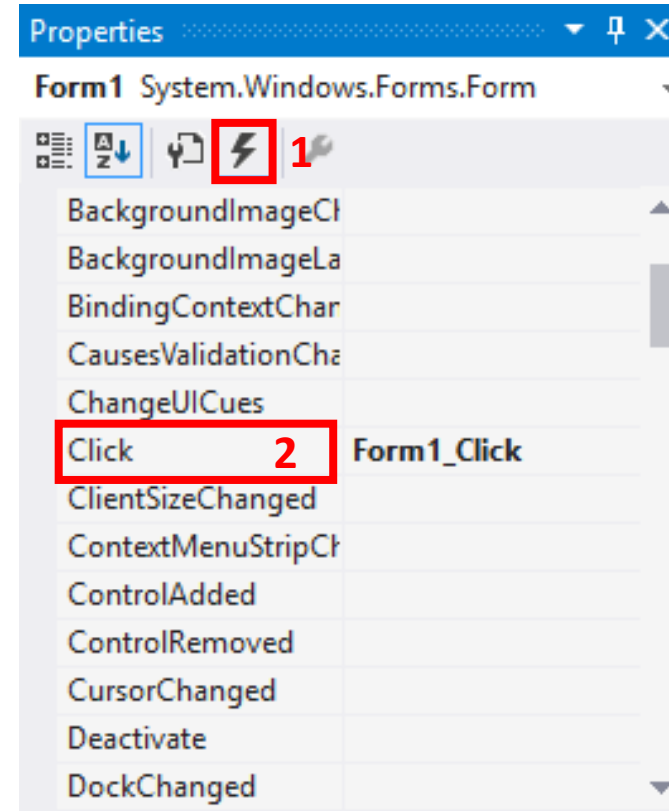 Properties
Form1 System.Windows.Forms.Form
A Z 1
BackgroundImageCh
BackgroundImageLa
BindingContextChan
CausesValidationCha
ChangeUICues
Click 2 Form1_Click
ClientSizeChanged
ContextMenuStripCh
ControlAdded
ControlRemoved
CursorChanged
Deactivate
DockChanged